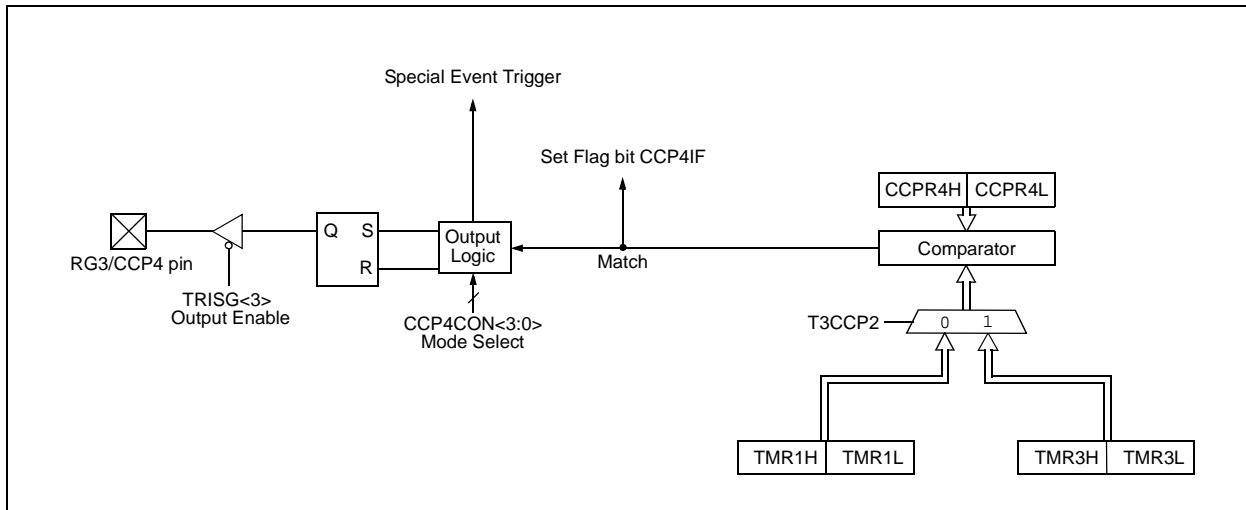 Special Event Trigger
Set Flag bit CCP4IF
CCPR4H CCPR4L
Q S
R
Output
Logic
Comparator
Match
RG3/CCP4 pin
TRISG<3>
Output Enable
CCP4CON<3:0>
Mode Select
T3CCP2
0 1
TMR1H TMR1L
TMR3H TMR3L